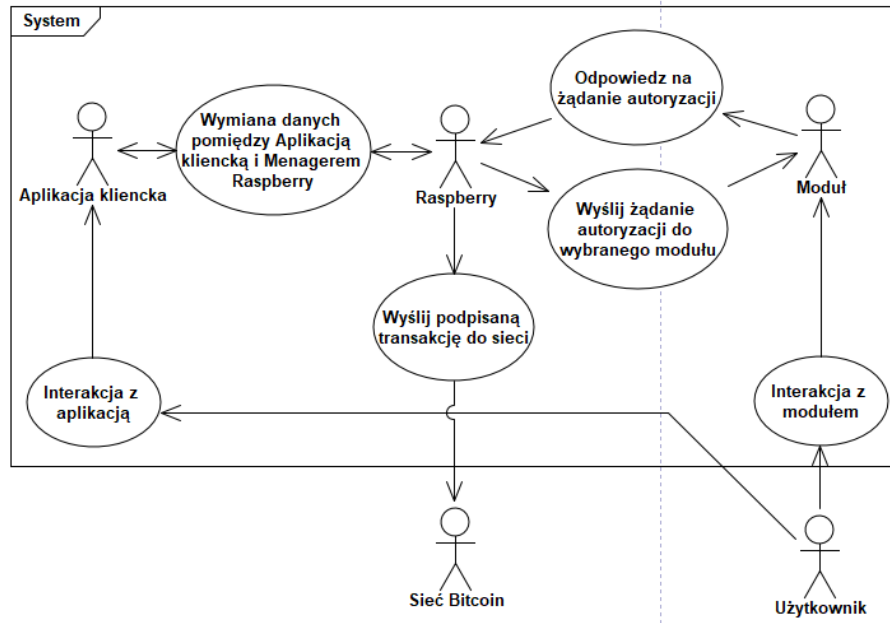 System
Odpowiedz na
żądanie autoryzacji
Wymiana danych
pomiędzy Aplikacją
kliencką i Menagerem
Raspberry
Aplikacja kliencka
Raspberry
Moduł
Wyślij żądanie
autoryzacji do
wybranego modułu
Wyślij podpisaną
transakcję do sieci
Interakcja z
aplikacją
Interakcja z
modułem
Sieć Bitcoin
Użytkownik